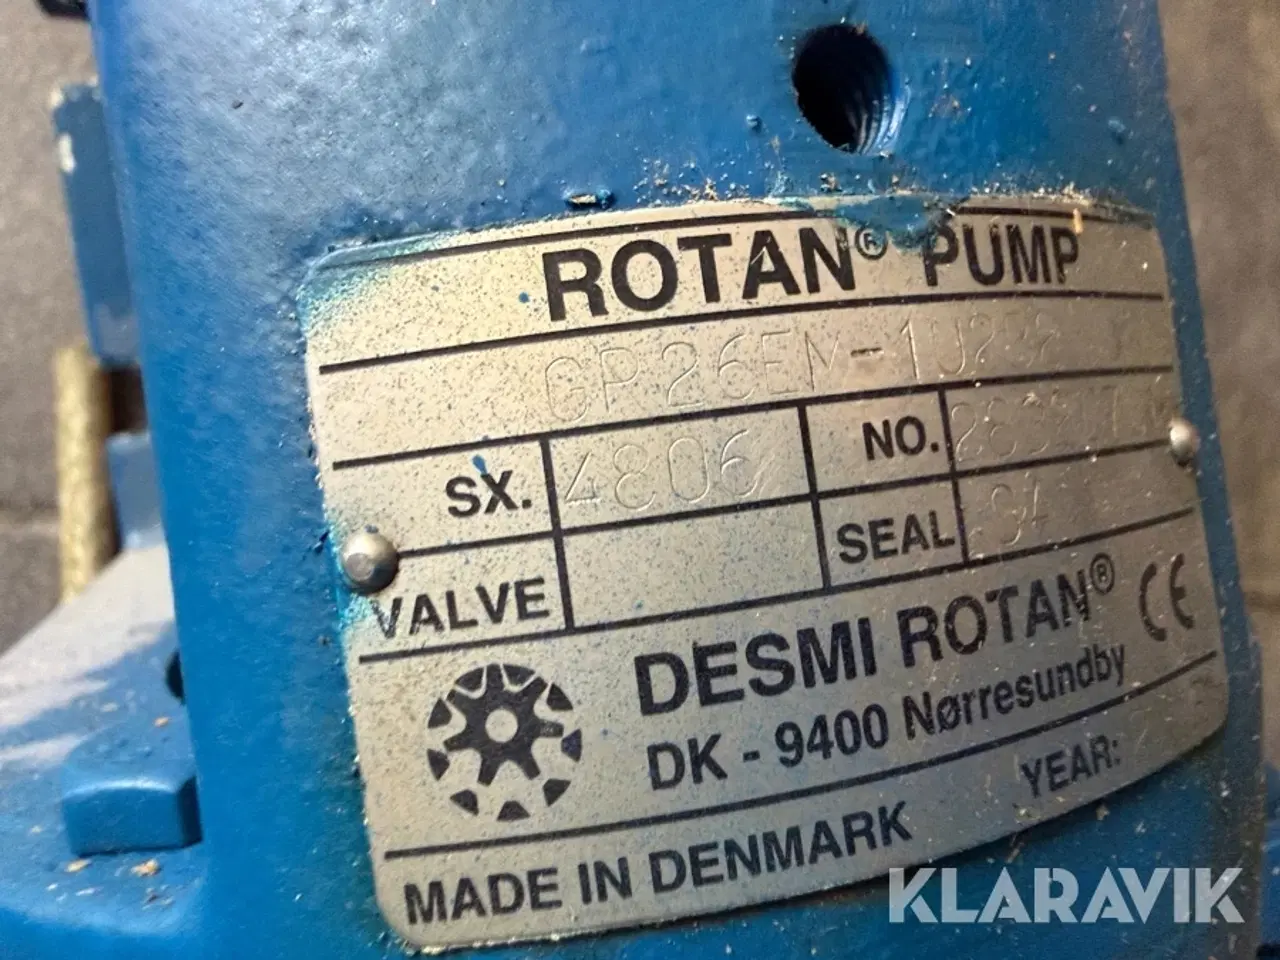 ROTAN® PUMP
SX. 4806 NO.
VALVE SEAL
DESMI ROTAN® CE
DK - 9400 Nørresundby
MADE IN DENMARK YEAR:
KLARAVIK